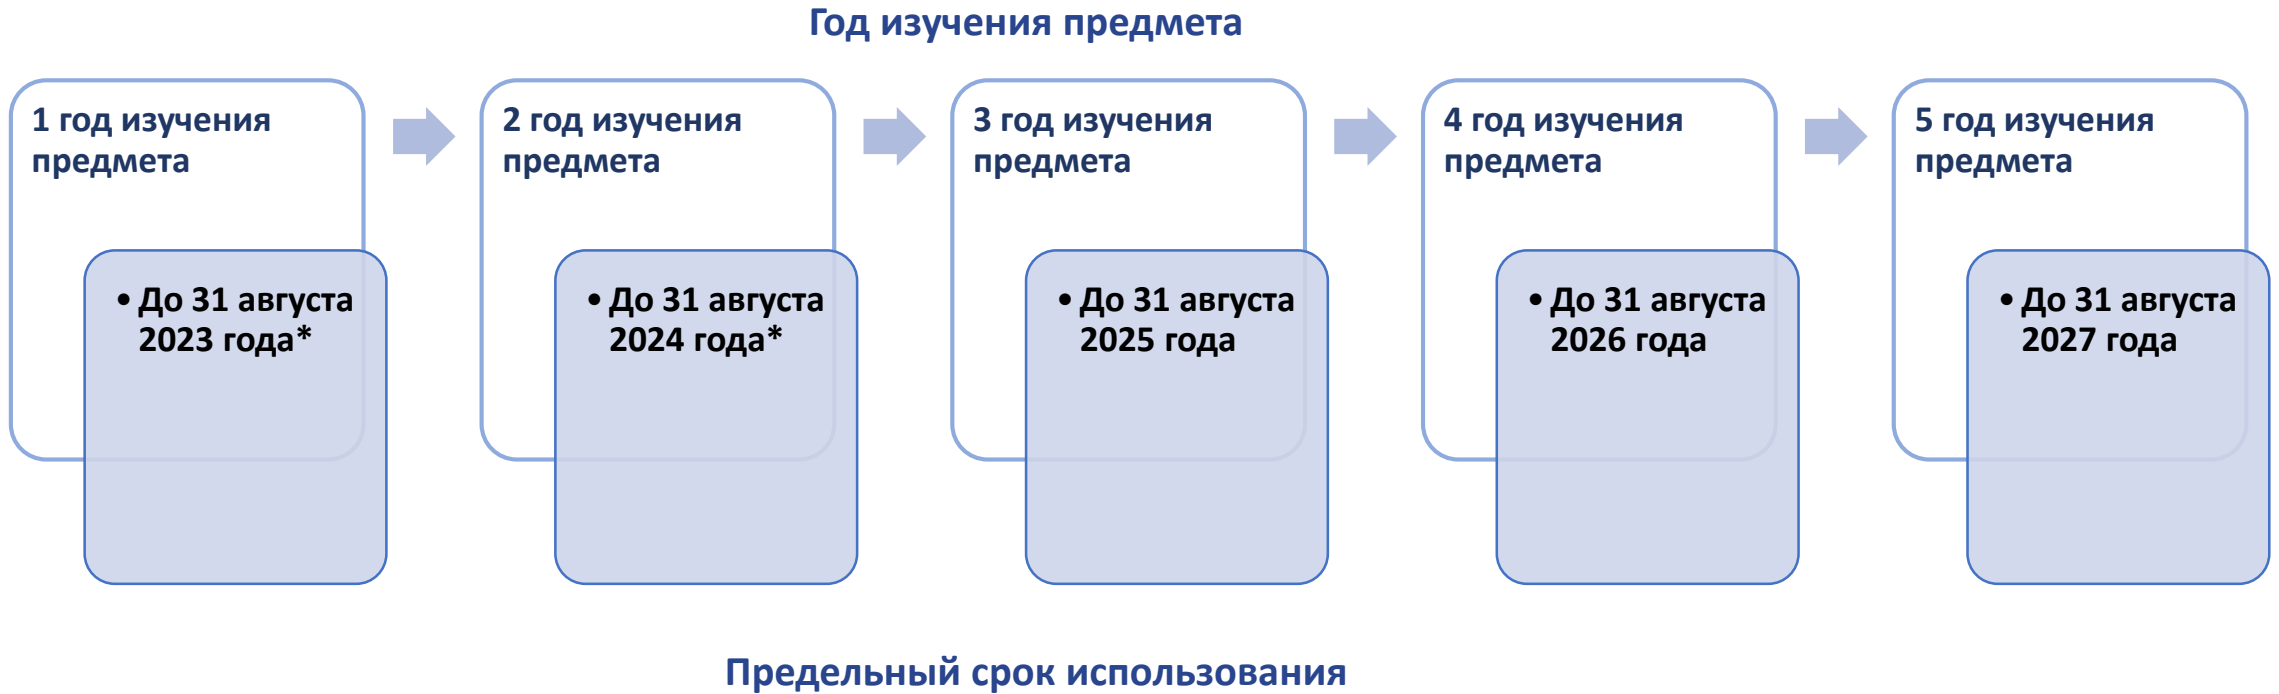 Год изучения предмета
1 год изучения
предмета
• До 31 августа
2023 года*
2 год изучения
предмета
• До 31 августа
2024 года*
3 год изучения
предмета
• До 31 августа
2025 года
4 год изучения
предмета
• До 31 августа
2026 года
5 год изучения
предмета
• До 31 августа
2027 года
Предельный срок использования